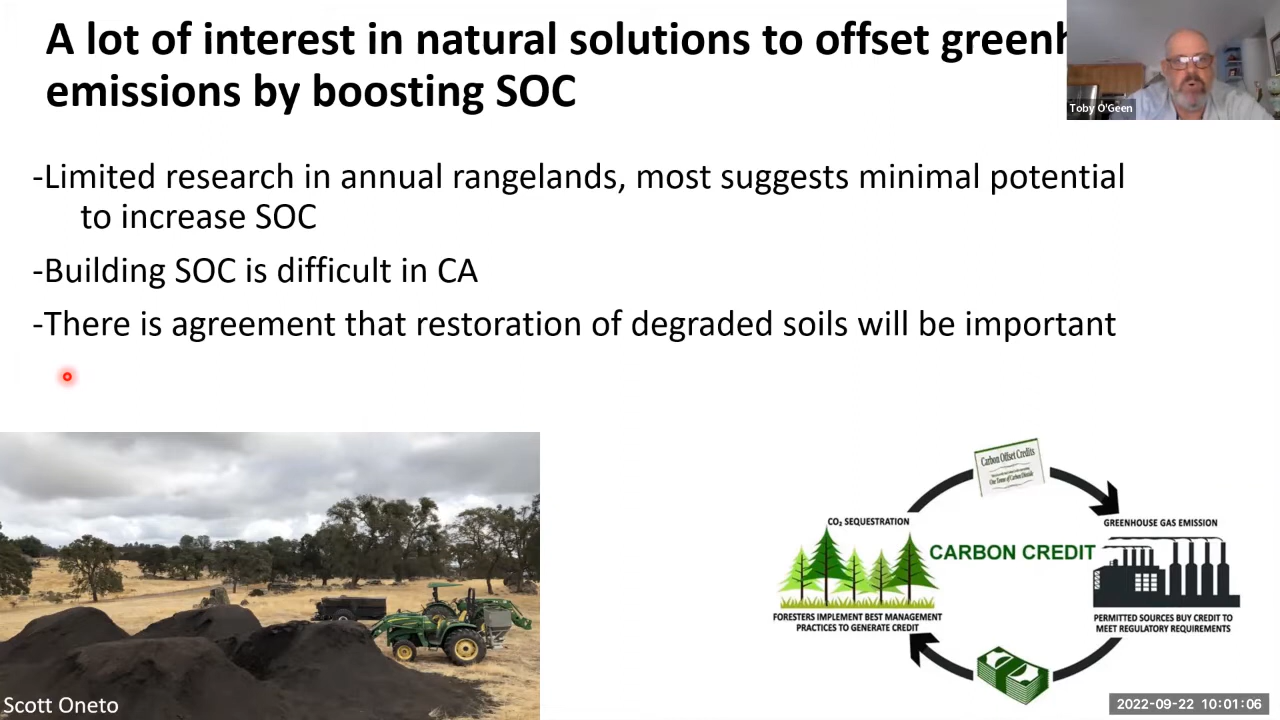 A lot of interest in natural solutions to offset greenh
emissions by boosting SOC
Toby O'Geen
-Limited research in annual rangelands, most suggests minimal potential
to increase SOC
-Building SOC is difficult in CA
-There is agreement that restoration of degraded soils will be important
Carbon Offset Credits
One Tonne of Carbon Dioxide
CO₂ SEQUESTRATION
GREENHOUSE GAS EMISSION
CARBON CREDIT
FORESTERS IMPLEMENT BEST MANAGEMENT
PRACTICES TO GENERATE CREDIT
PERMITTED SOURCES BUY CREDIT TO
MEET REGULATORY REQUIREMENTS
Scott Oneto
2022-09-22 10:01:06